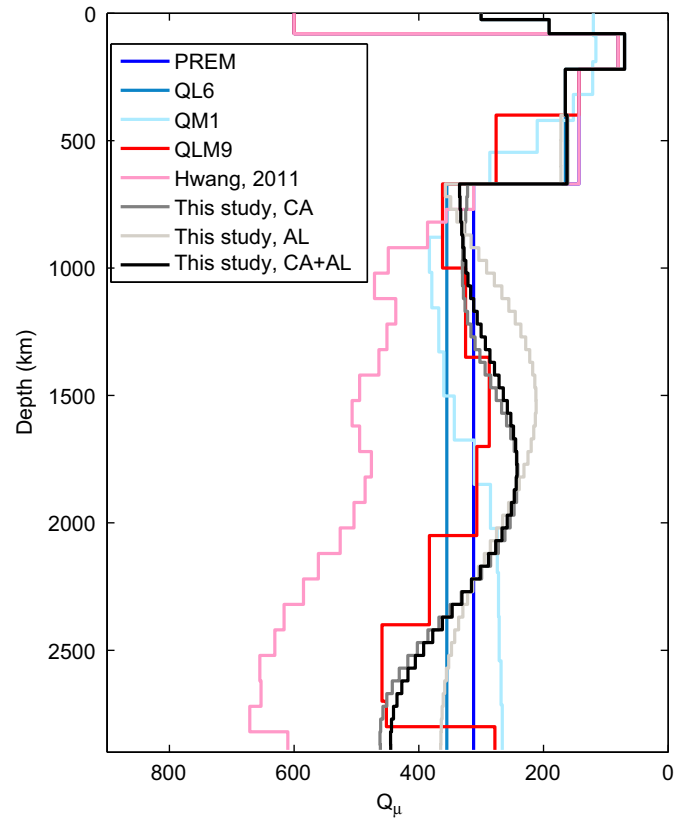 0
500
1000
1500
2000
2500
Depth (km)
PREM
QL6
QM1
QLM9
Hwang, 2011
This study, CA
This study, AL
This study, CA+AL
800
600
400
200
0
Qμ